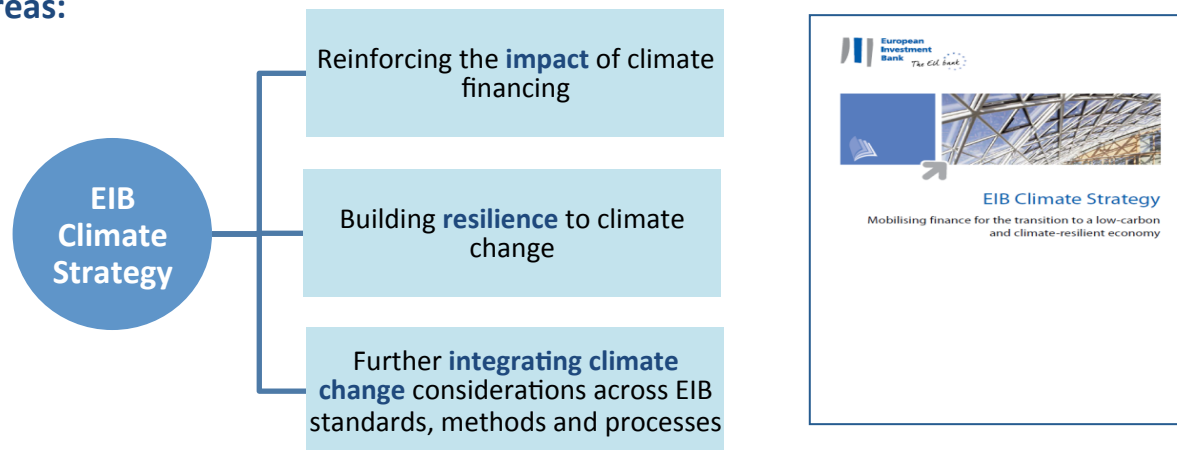 reas:
EIB
Climate
Strategy
Reinforcing the impact of climate
financing
Building resilience to climate
change
Further integrating climate
change considerations across EIB
standards, methods and processes
European
Investment
Bank
The EIB bank
EIB Climate Strategy
Mobilising finance for the transition to a low-carbon
and climate-resilient economy